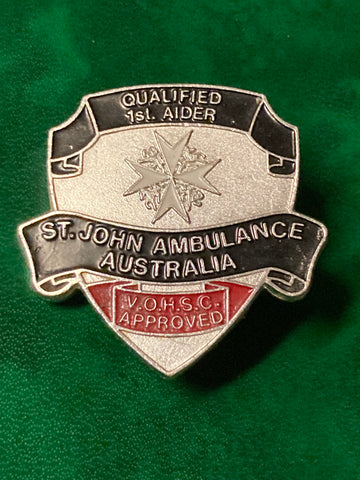 QUALIFIED
1st. AIDER
ST. JOHN AMBULANCE
AUSTRALIA
V.O.H.S.C.
APPROVED